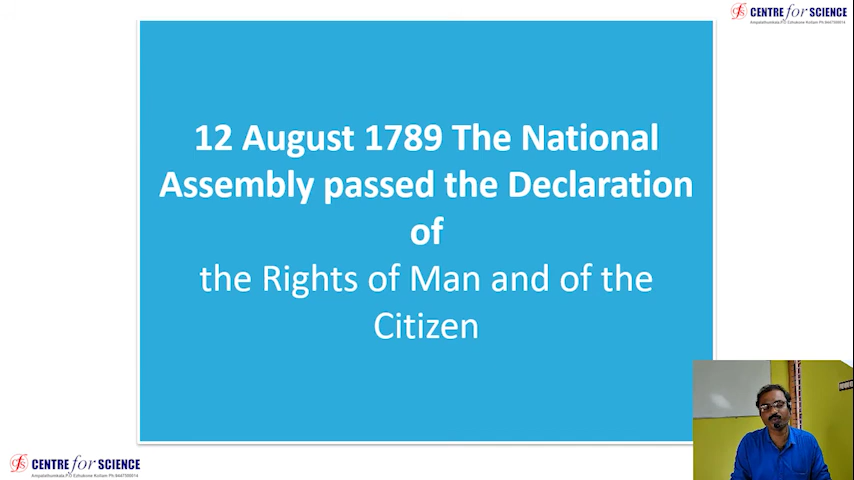 CENTRE for SCIENCE
12 August 1789 The National
Assembly passed the Declaration
of
the Rights of Man and of the
Citizen
CENTRE for SCIENCE